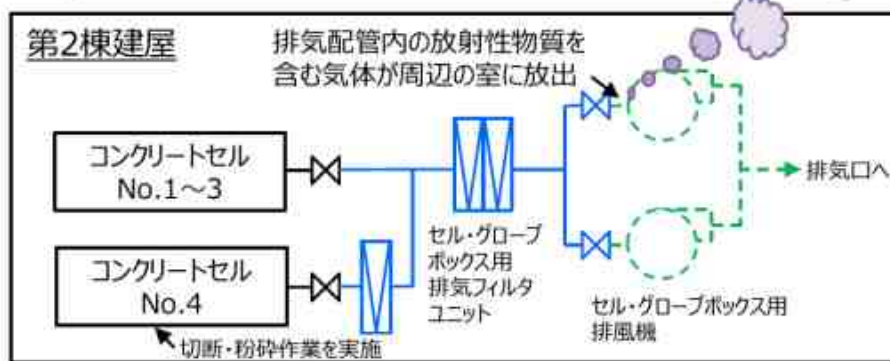 第2棟建屋
排気配管内の放射性物質を
含む気体が周辺の室に放出
コンクリートセル
No.1～3
排気口へ
セル・グローブ
ボックス用
排気フィルタ
ユニット
コンクリートセル
No.4
セル・グローブボックス用
排風機
切断・粉砕作業を実施